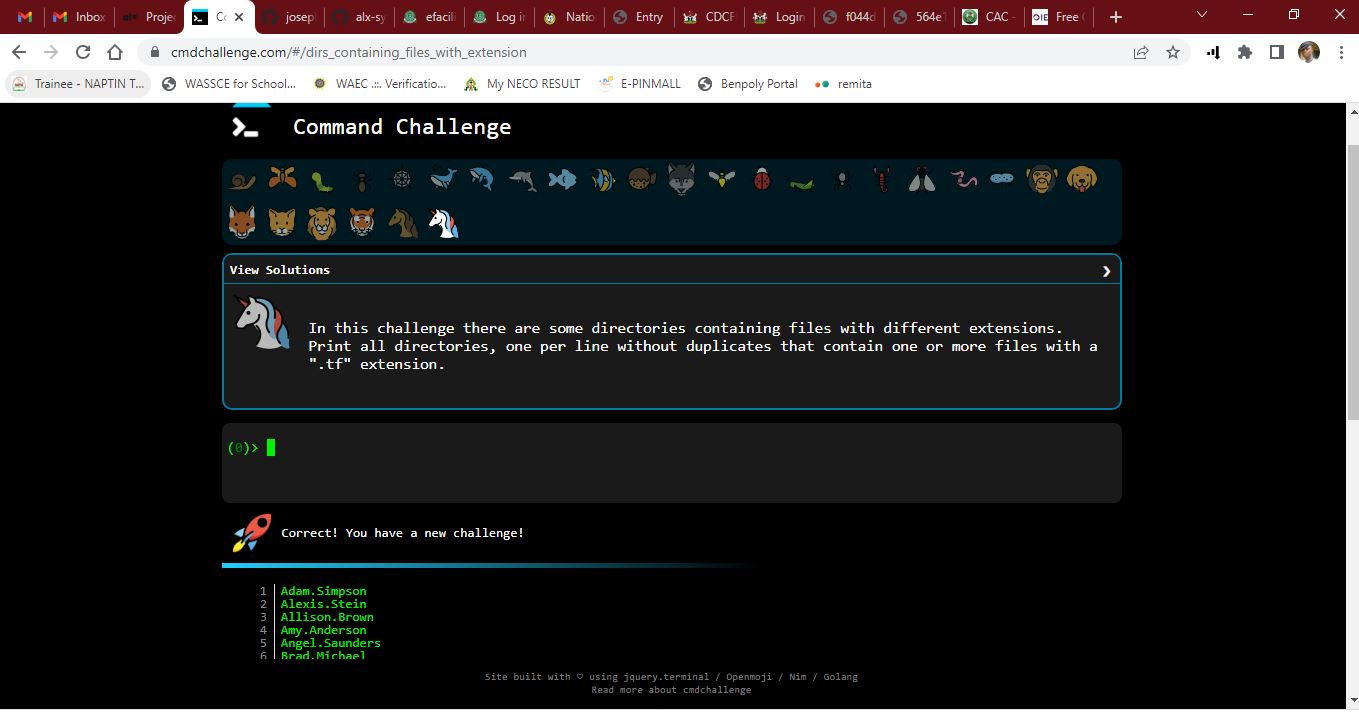 Inbox
Proje
C
josep
alx-sy
efacili
Log in
Natio
Entry
CDCF
Login
f044d
564e
CAC -
Free
cmdchallenge.com/#/dirs_containing_files_with_extension
Trainee - NAPTIN T... WASSCE for School... WAEC .::. Verificatio... My NECO RESULT E-PINMALL Benpoly Portal remita
Command Challenge
View Solutions
In this challenge there are some directories containing files with different extensions.
Print all directories, one per line without duplicates that contain one or more files with a
".tf" extension.
(0)>
Correct! You have a new challenge!
1 Adam.Simpson
2 Alexis.Stein
3 Allison.Brown
4 Amy.Anderson
5 Angel.Saunders
6 Brad.Michael
Site built with ♡ using jquery.terminal / Openmoji / Nim / Golang
Read more about cmdchallenge